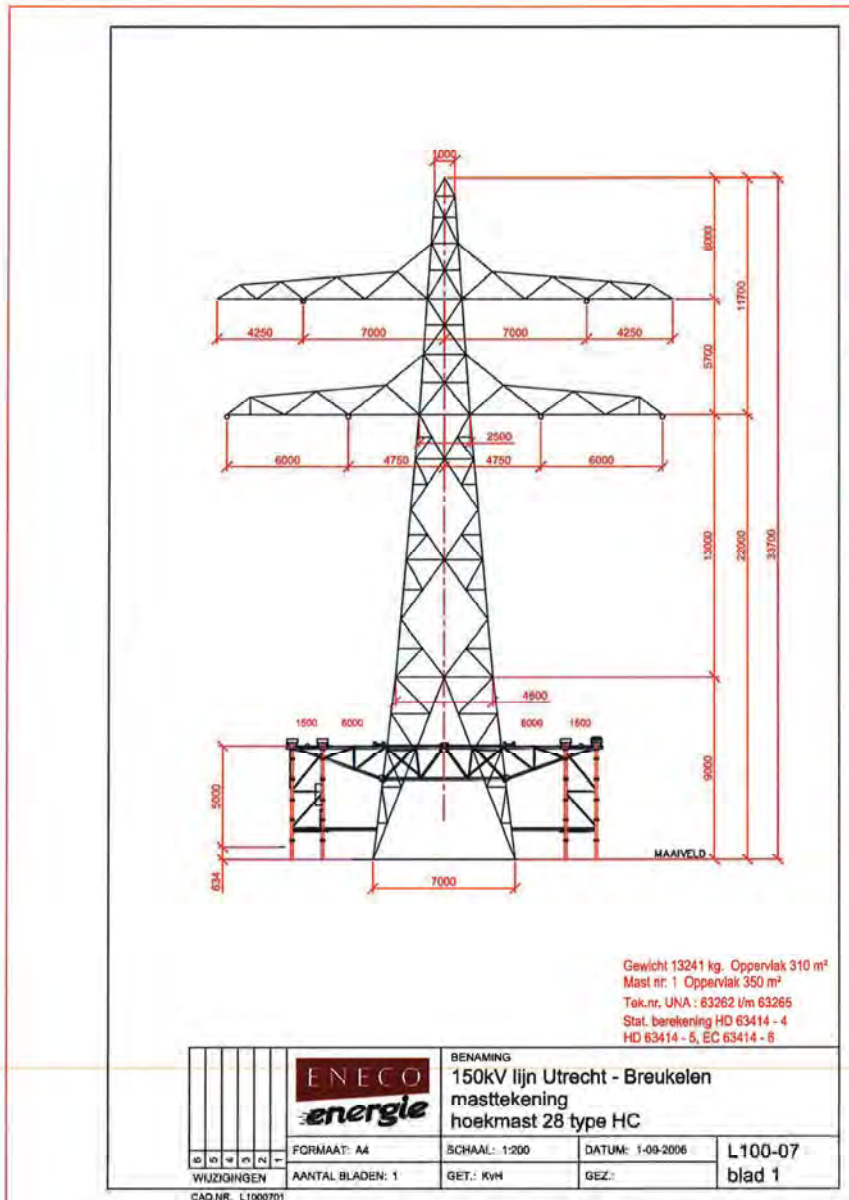 1000
6000
11700
4250 7000 7000 4250
5700
2500
6000 4750 4750 6000
13000
22000
33700
4800
1500 6000 6000 1500
5000
9000
MAAIVELD
634
7000
Gewicht 13241 kg. Oppervlak 310 m²
Mast nr: 1 Oppervlak 350 m²
Tek.nr. UNA : 63262 t/m 63265
Stat. berekening HD 63414 - 4
HD 63414 - 5, EC 63414 - 6
ENECO
energie
BENAMING
150kV lijn Utrecht - Breukelen
masttekening
hoekmast 28 type HC
6 5 4 3 2 1
WIJZIGINGEN
FORMAAT: A4
SCHAAL: 1:200
DATUM: 1-09-2006
L100-07
AANTAL BLADEN: 1
GET.: KvH
GEZ.:
blad 1
CAD NR. L1000701